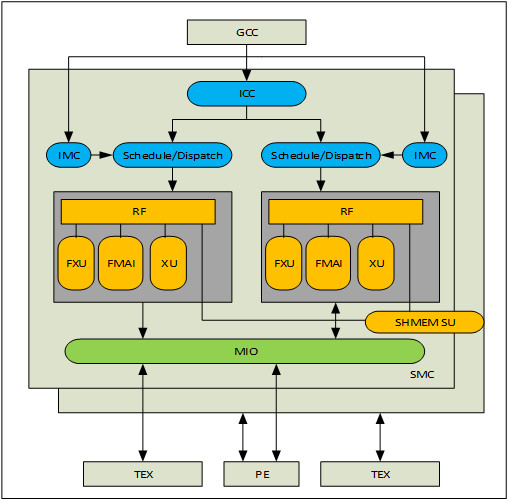 GCC
ICC
IMC
Schedule/Dispatch
Schedule/Dispatch
IMC
RF
RF
FXU
FMAI
XU
FXU
FMAI
XU
SHMEM SU
MIO
SMC
TEX
PE
TEX